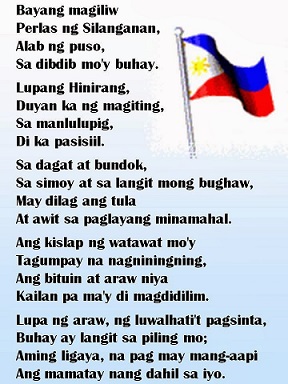 Bayang magiliw
Perlas ng Silanganan,
Alab ng puso,
Sa dibdib mo'y buhay.
Lupang Hinirang,
Duyan ka ng magiting,
Sa manlulupig,
Di ka pasisiil.
Sa dagat at bundok,
Sa simoy at sa langit mong bughaw,
May dilag ang tula
At awit sa paglayang minamahal.
Ang kislap ng watawat mo'y
Tagumpay na nagniningning,
Ang bituin at araw niya
Kailan pa ma'y di magdidilim.
Lupa ng araw, ng luwalhati't pagsinta,
Buhay ay langit sa piling mo;
Aming ligaya, na pag may mang-aapi
Ang mamatay nang dahil sa iyo.